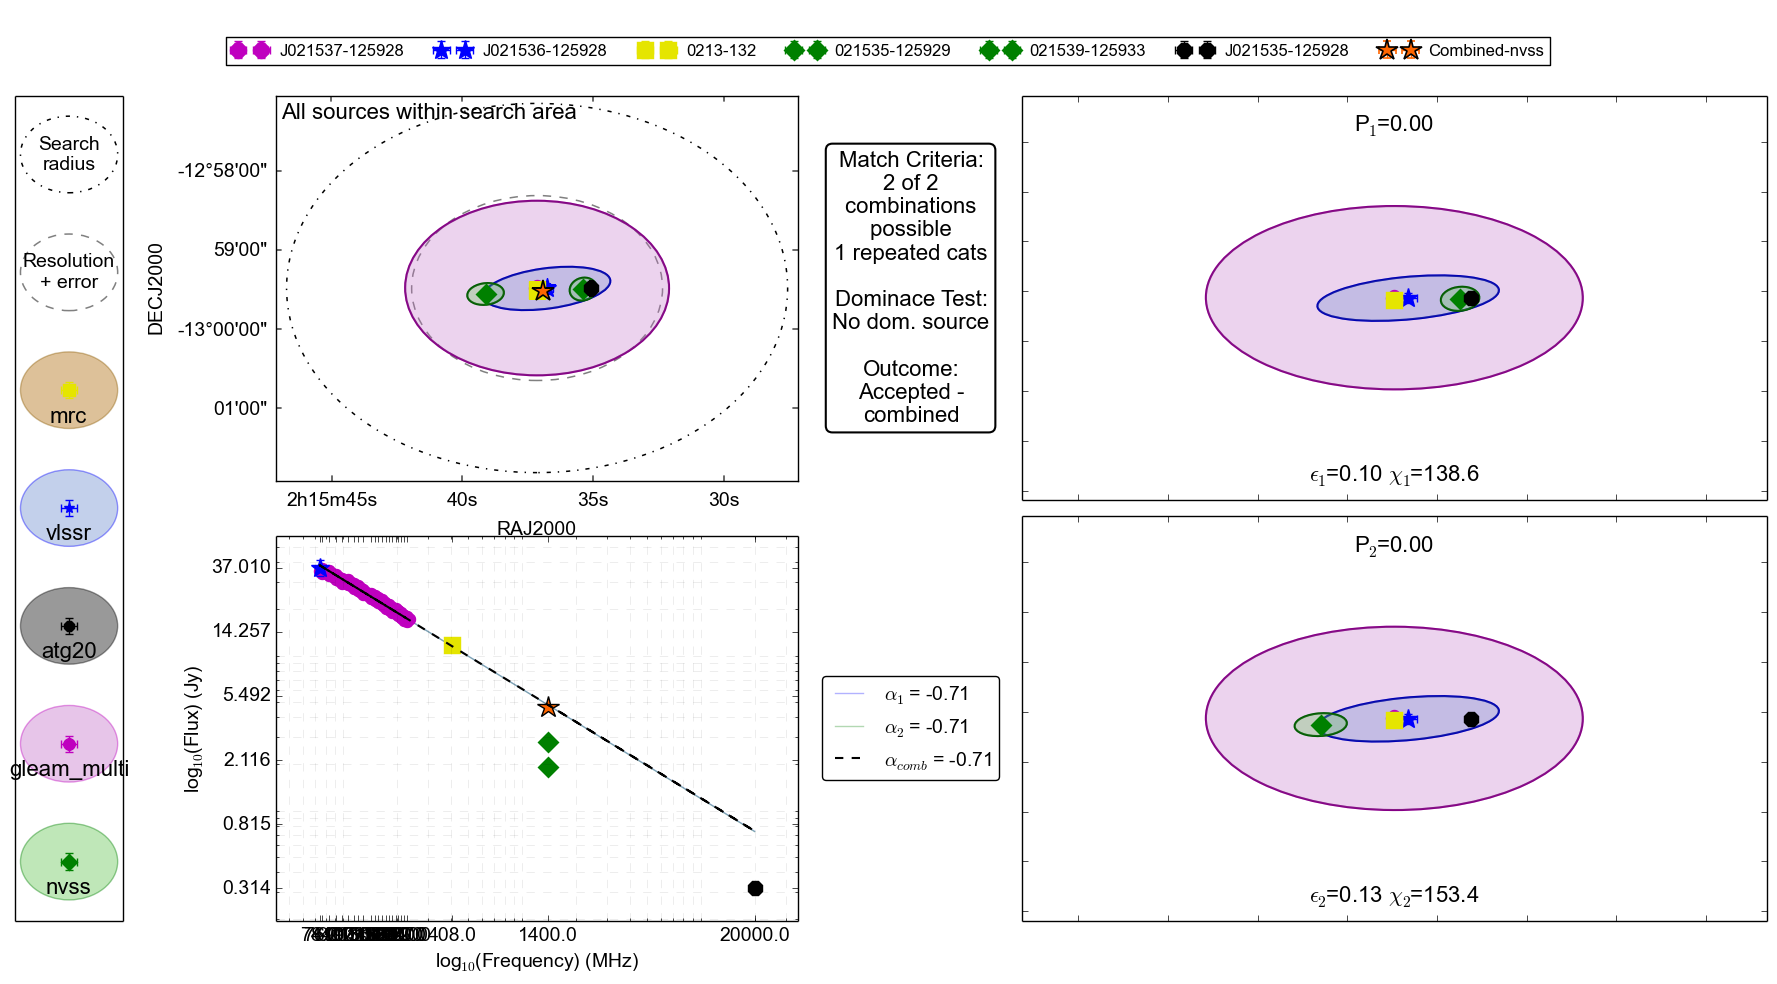 J021537-125928 J021536-125928 0213-132 021535-125929 021539-125933 J021535-125928 Combined-nvss
Search
radius
Resolution
+ error
mrc
vlssr
atg20
gleam_multi
nvss
All sources within search area
DECJ2000
-12°58'00"
59'00"
-13°00'00"
01'00"
2h15m45s 40s 35s 30s
RAJ2000
Match Criteria:
2 of 2
combinations
possible
1 repeated cats
Dominace Test:
No dom. source
Outcome:
Accepted -
combined
P₁=0.00
ϵ₁=0.10 χ₁=138.6
log₁₀(Flux) (Jy)
37.010
14.257
5.492
2.116
0.815
0.314
408.0 1400.0 20000.0
log₁₀(Frequency) (MHz)
α₁ = -0.71
α₂ = -0.71
α_comb = -0.71
P₂=0.00
ϵ₂=0.13 χ₂=153.4